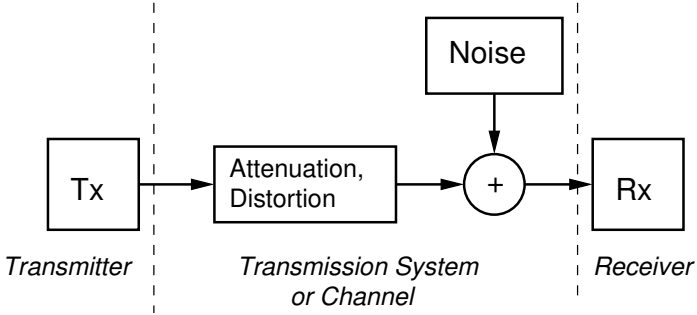 Noise
Tx
Attenuation,
Distortion
+
Rx
Transmitter
Transmission System
or Channel
Receiver